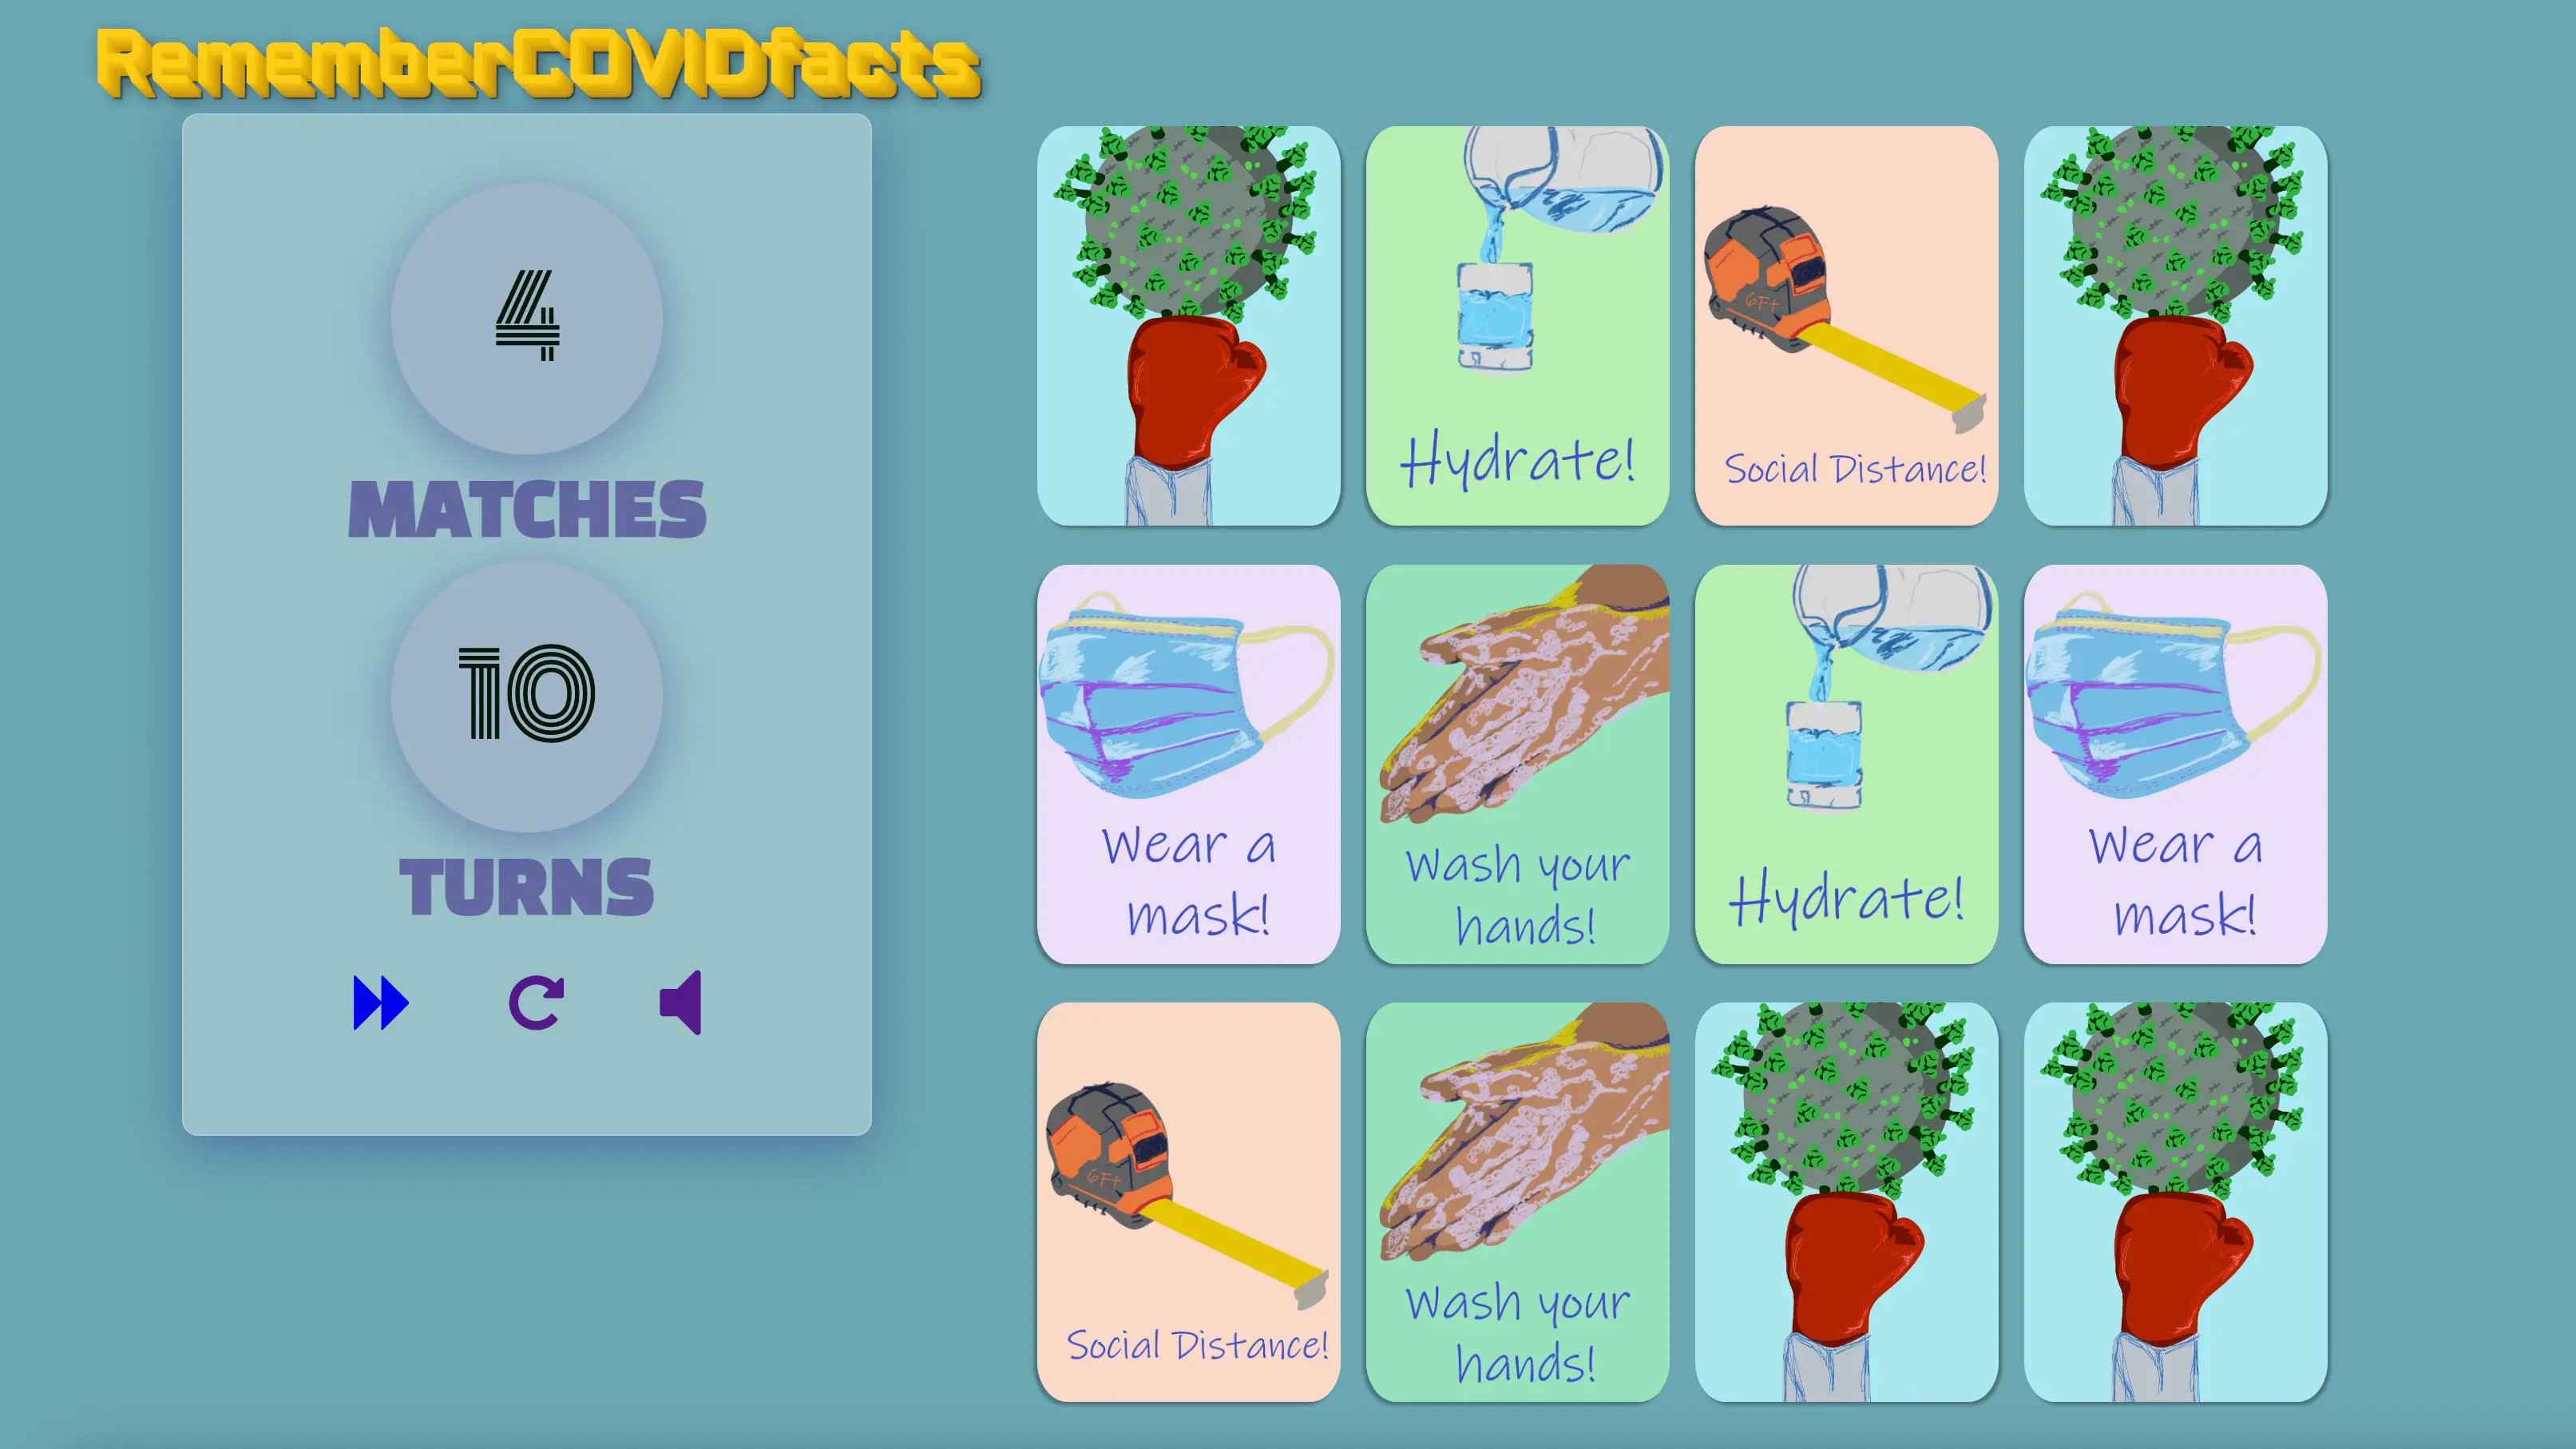 RememberCOVIDfacts
4
MATCHES
10
TURNS
Hydrate!
6Ft
Social Distance!
Wear a
mask!
Wash your
hands!
Hydrate!
Wear a
mask!
6Ft
Social Distance!
Wash your
hands!